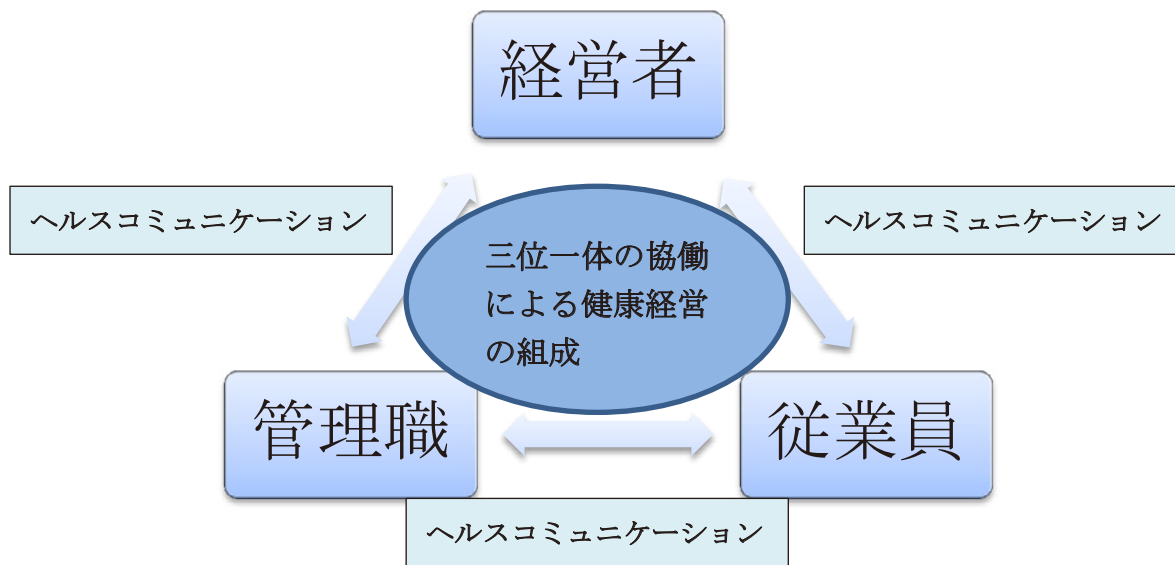 経営者
ヘルスコミュニケーション
ヘルスコミュニケーション
三位一体の協働
による健康経営
の組成
管理職
従業員
ヘルスコミュニケーション